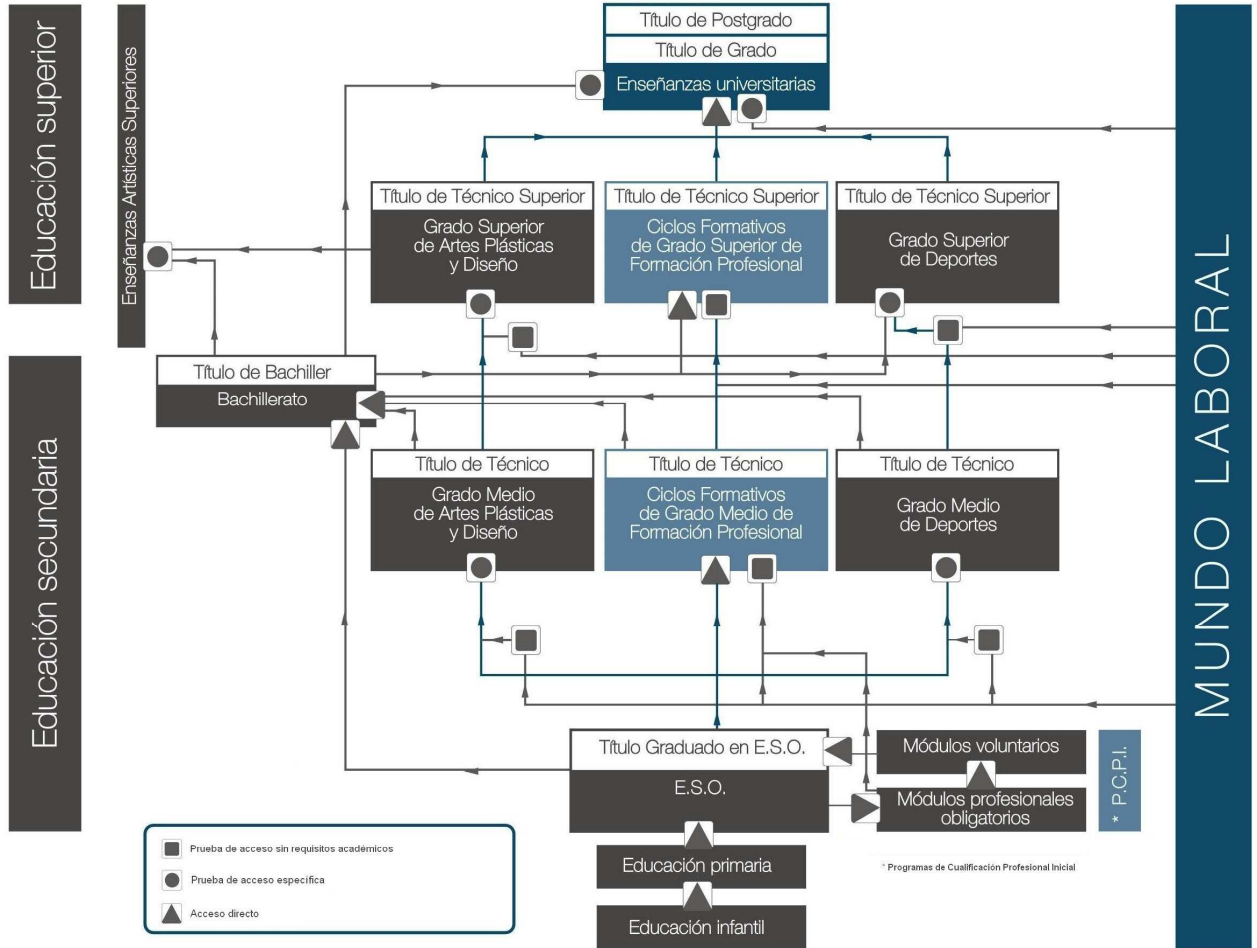 Educación superior
Enseñanzas Artísticas Superiores
Título de Postgrado
Título de Grado
Enseñanzas universitarias
Título de Técnico Superior
Grado Superior
de Artes Plásticas
y Diseño
Título de Técnico Superior
Ciclos Formativos
de Grado Superior de
Formación Profesional
Título de Técnico Superior
Grado Superior
de Deportes
MUNDO LABORAL
Educación secundaria
Título de Bachiller
Bachillerato
Título de Técnico
Grado Medio
de Artes Plásticas
y Diseño
Título de Técnico
Ciclos Formativos
de Grado Medio de
Formación Profesional
Título de Técnico
Grado Medio
de Deportes
Título Graduado en E.S.O.
E.S.O.
Módulos voluntarios
Módulos profesionales
obligatorios
* P.C.P.I.
Educación primaria
Educación infantil
* Programas de Cualificación Profesional Inicial
Prueba de acceso sin requisitos académicos
Prueba de acceso específica
Acceso directo